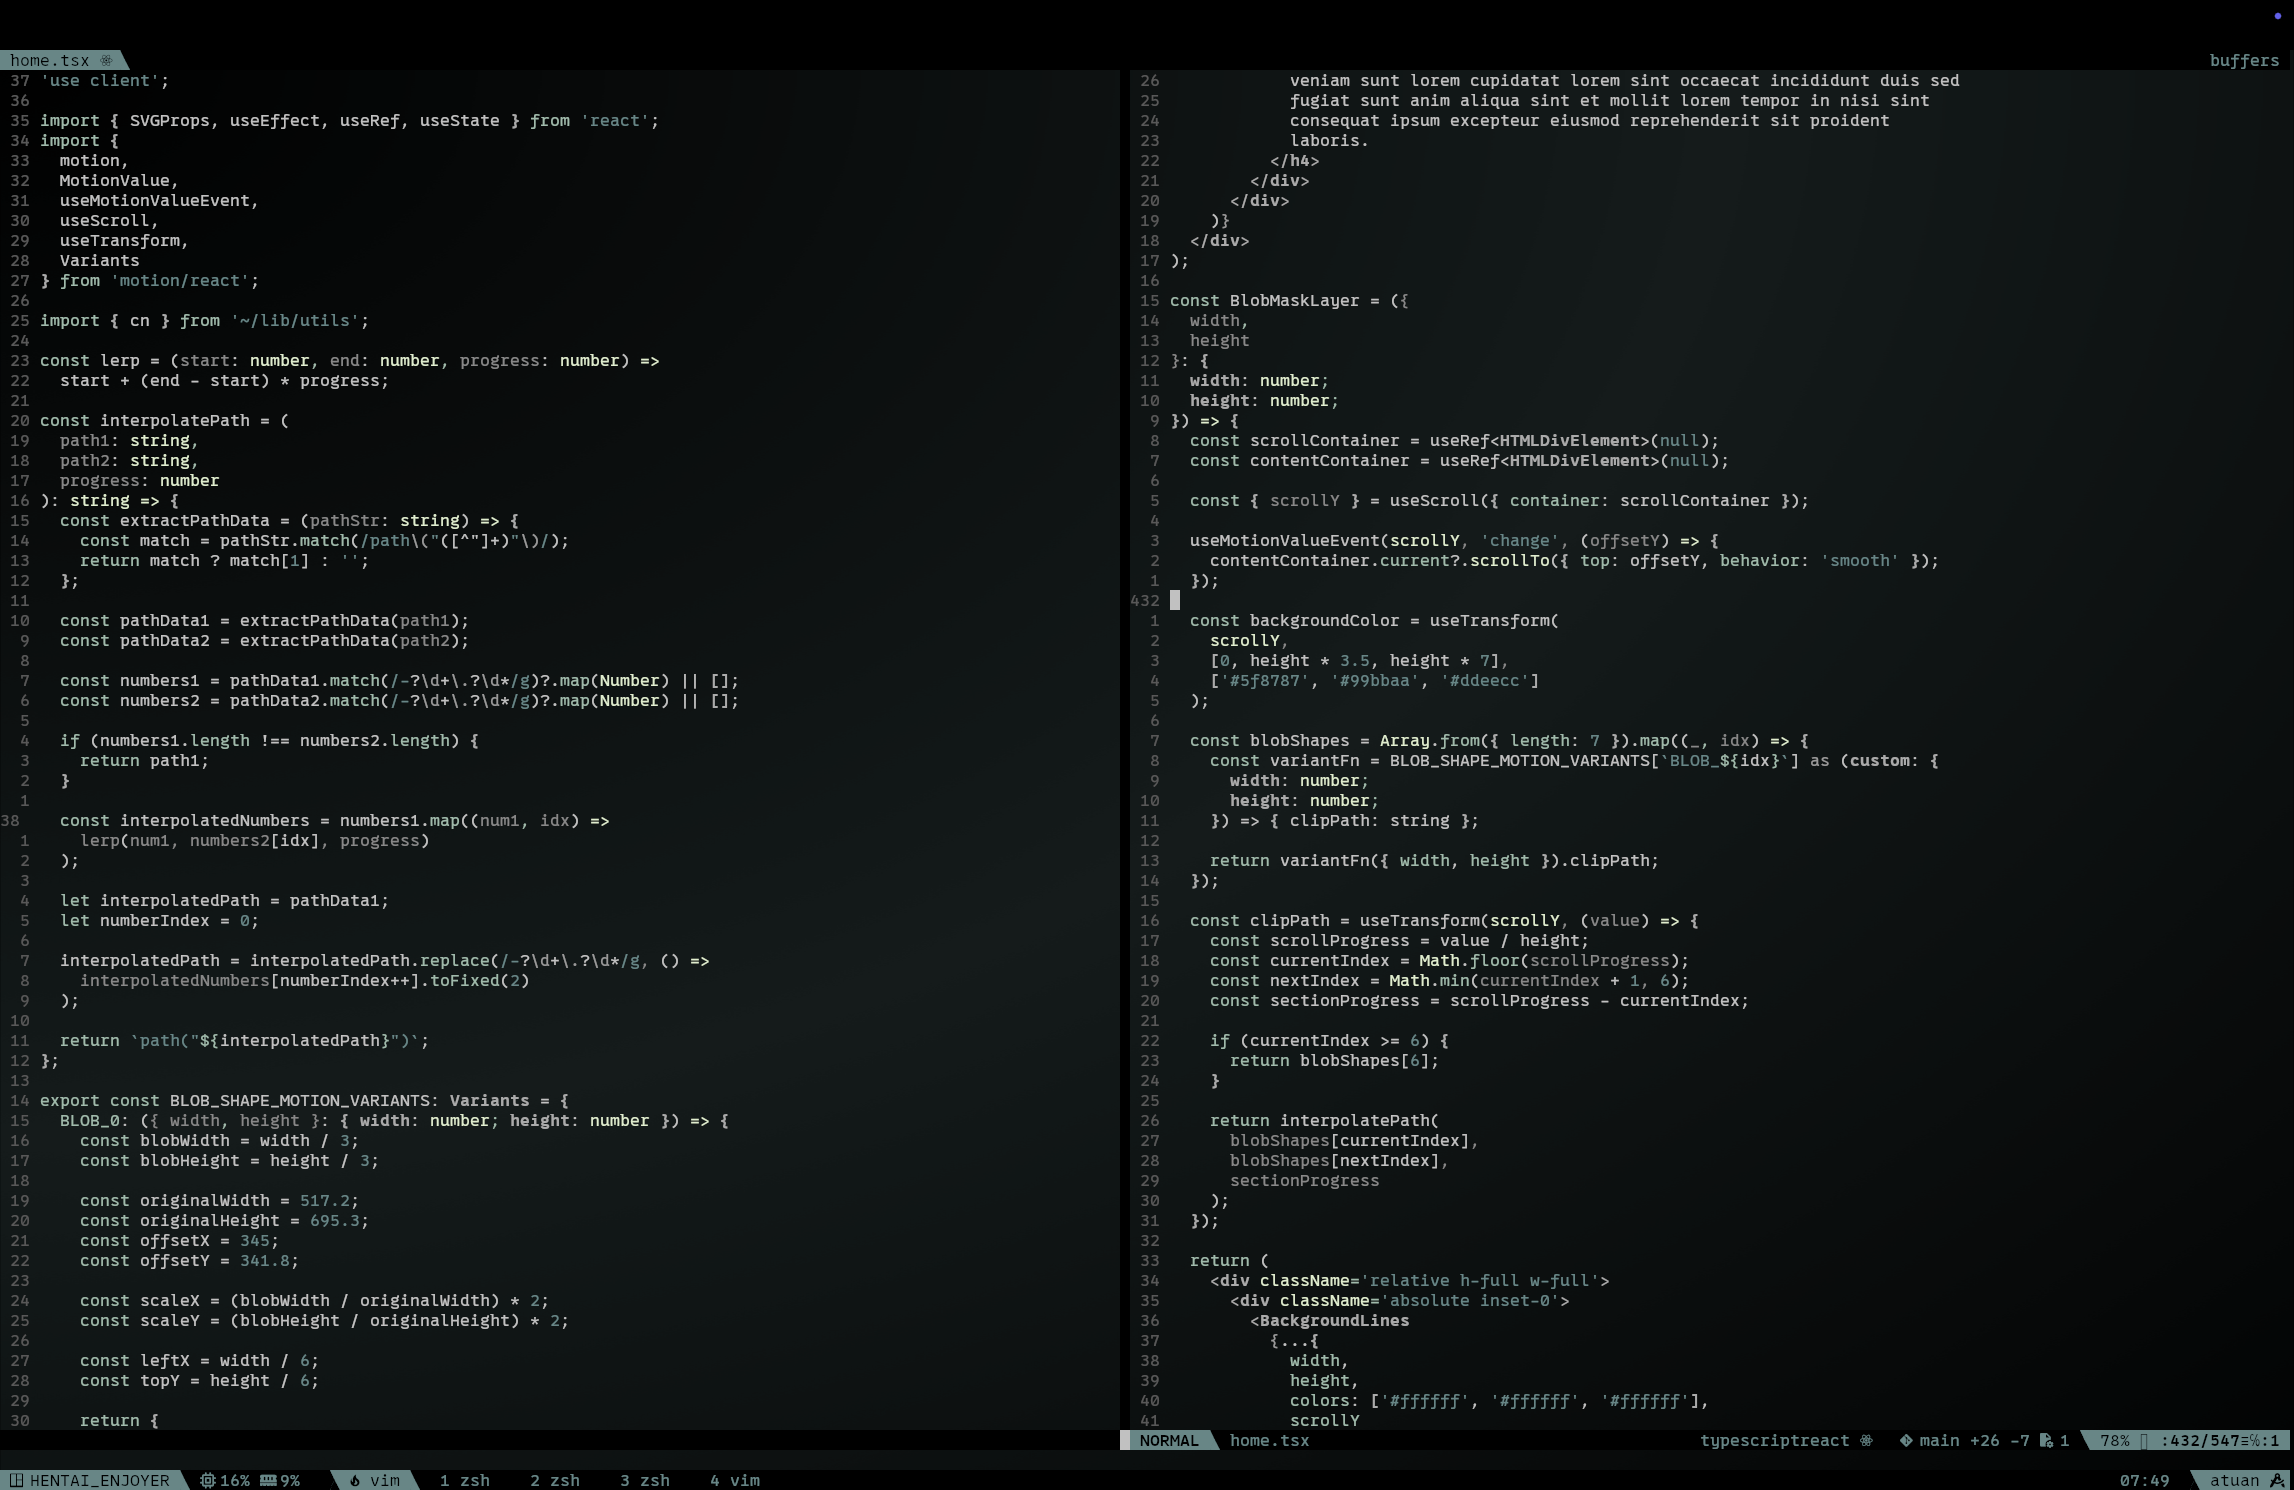 home.tsx
buffers
37 'use client';
36
35 import { SVGProps, useEffect, useRef, useState } from 'react';
34 import {
33   motion,
32   MotionValue,
31   useMotionValueEvent,
30   useScroll,
29   useTransform,
28   Variants
27 } from 'motion/react';
26
25 import { cn } from '~/lib/utils';
24
23 const lerp = (start: number, end: number, progress: number) =>
22   start + (end - start) * progress;
21
20 const interpolatePath = (
19   path1: string,
18   path2: string,
17   progress: number
16 ): string => {
15   const extractPathData = (pathStr: string) => {
14     const match = pathStr.match(/path\("([^"]+)"\)/);
13     return match ? match[1] : '';
12   };
11
10   const pathData1 = extractPathData(path1);
9   const pathData2 = extractPathData(path2);
8
7   const numbers1 = pathData1.match(/-?\d+\.?\d*/g)?.map(Number) || [];
6   const numbers2 = pathData2.match(/-?\d+\.?\d*/g)?.map(Number) || [];
5
4   if (numbers1.length !== numbers2.length) {
3     return path1;
2   }
1
38   const interpolatedNumbers = numbers1.map((num1, idx) =>
1     lerp(num1, numbers2[idx], progress)
2   );
3
4   let interpolatedPath = pathData1;
5   let numberIndex = 0;
6
7   interpolatedPath = interpolatedPath.replace(/-?\d+\.?\d*/g, () =>
8     interpolatedNumbers[numberIndex++].toFixed(2)
9   );
10
11   return `path("${interpolatedPath}")`;
12 };
13
14 export const BLOB_SHAPE_MOTION_VARIANTS: Variants = {
15   BLOB_0: ({ width, height }: { width: number; height: number }) => {
16     const blobWidth = width / 3;
17     const blobHeight = height / 3;
18
19     const originalWidth = 517.2;
20     const originalHeight = 695.3;
21     const offsetX = 345;
22     const offsetY = 341.8;
23
24     const scaleX = (blobWidth / originalWidth) * 2;
25     const scaleY = (blobHeight / originalHeight) * 2;
26
27     const leftX = width / 6;
28     const topY = height / 6;
29
30     return {
26             veniam sunt lorem cupidatat lorem sint occaecat incididunt duis sed
25             fugiat sunt anim aliqua sint et mollit lorem tempor in nisi sint
24             consequat ipsum excepteur eiusmod reprehenderit sit proident
23             laboris.
22           </h4>
21         </div>
20       </div>
19     )}
18   </div>
17 );
16
15 const BlobMaskLayer = ({
14   width,
13   height
12 }: {
11   width: number;
10   height: number;
9 }) => {
8   const scrollContainer = useRef<HTMLDivElement>(null);
7   const contentContainer = useRef<HTMLDivElement>(null);
6
5   const { scrollY } = useScroll({ container: scrollContainer });
4
3   useMotionValueEvent(scrollY, 'change', (offsetY) => {
2     contentContainer.current?.scrollTo({ top: offsetY, behavior: 'smooth' });
1   });
432
1   const backgroundColor = useTransform(
2     scrollY,
3     [0, height * 3.5, height * 7],
4     ['#5f8787', '#99bbaa', '#ddeecc']
5   );
6
7   const blobShapes = Array.from({ length: 7 }).map((_, idx) => {
8     const variantFn = BLOB_SHAPE_MOTION_VARIANTS[`BLOB_${idx}`] as (custom: {
9       width: number;
10       height: number;
11     }) => { clipPath: string };
12
13     return variantFn({ width, height }).clipPath;
14   });
15
16   const clipPath = useTransform(scrollY, (value) => {
17     const scrollProgress = value / height;
18     const currentIndex = Math.floor(scrollProgress);
19     const nextIndex = Math.min(currentIndex + 1, 6);
20     const sectionProgress = scrollProgress - currentIndex;
21
22     if (currentIndex >= 6) {
23       return blobShapes[6];
24     }
25
26     return interpolatePath(
27       blobShapes[currentIndex],
28       blobShapes[nextIndex],
29       sectionProgress
30     );
31   });
32
33   return (
34     <div className='relative h-full w-full'>
35       <div className='absolute inset-0'>
36         <BackgroundLines
37           {...{
38             width,
39             height,
40             colors: ['#ffffff', '#ffffff', '#ffffff'],
41             scrollY
NORMAL home.tsx typescriptreact main +26 -7 1 78% :432/547≡℅:1
HENTAI_ENJOYER 16% 9% vim 1 zsh 2 zsh 3 zsh 4 vim 07:49 atuan